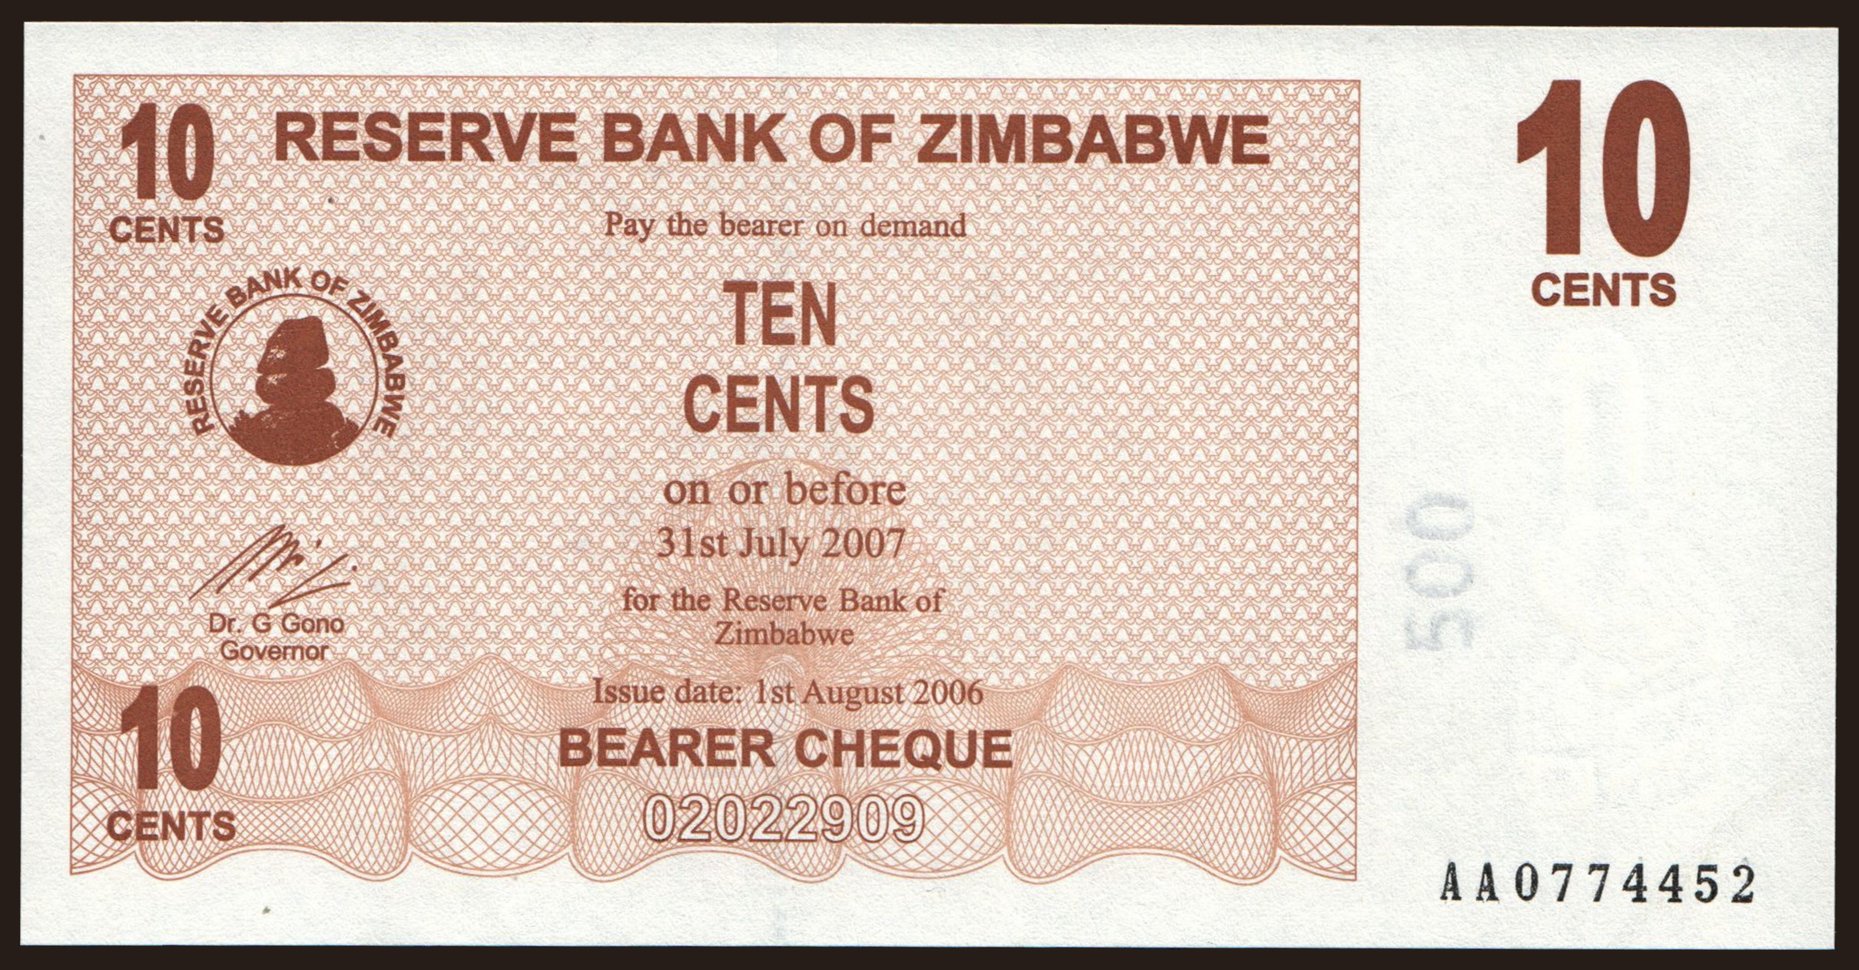 10
CENTS
RESERVE BANK OF ZIMBABWE
10
CENTS
Pay the bearer on demand
RESERVE BANK OF ZIMBABWE
TEN
CENTS
on or before
31st July 2007
for the Reserve Bank of
Zimbabwe
500
Dr. G Gono
Governor
Issue date: 1st August 2006
BEARER CHEQUE
10
CENTS
02022909
AA0774452